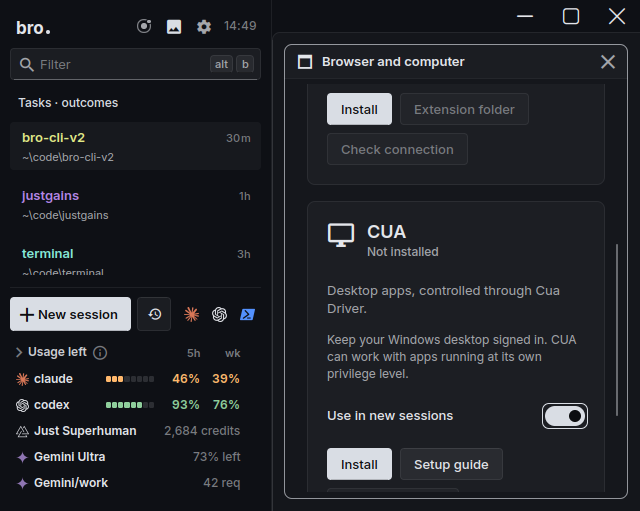 bro.
14:49
Filter
alt
b
Tasks · outcomes
bro-cli-v2
30m
~\code\bro-cli-v2
justgains
1h
~\code\justgains
terminal
3h
~\code\terminal
New session
Usage left
5h
wk
claude
46%
39%
codex
93%
76%
Just Superhuman
2,684 credits
Gemini Ultra
73% left
Gemini/work
42 req
Browser and computer
Install
Extension folder
Check connection
CUA
Not installed
Desktop apps, controlled through Cua
Driver.
Keep your Windows desktop signed in. CUA
can work with apps running at its own
privilege level.
Use in new sessions
Install
Setup guide